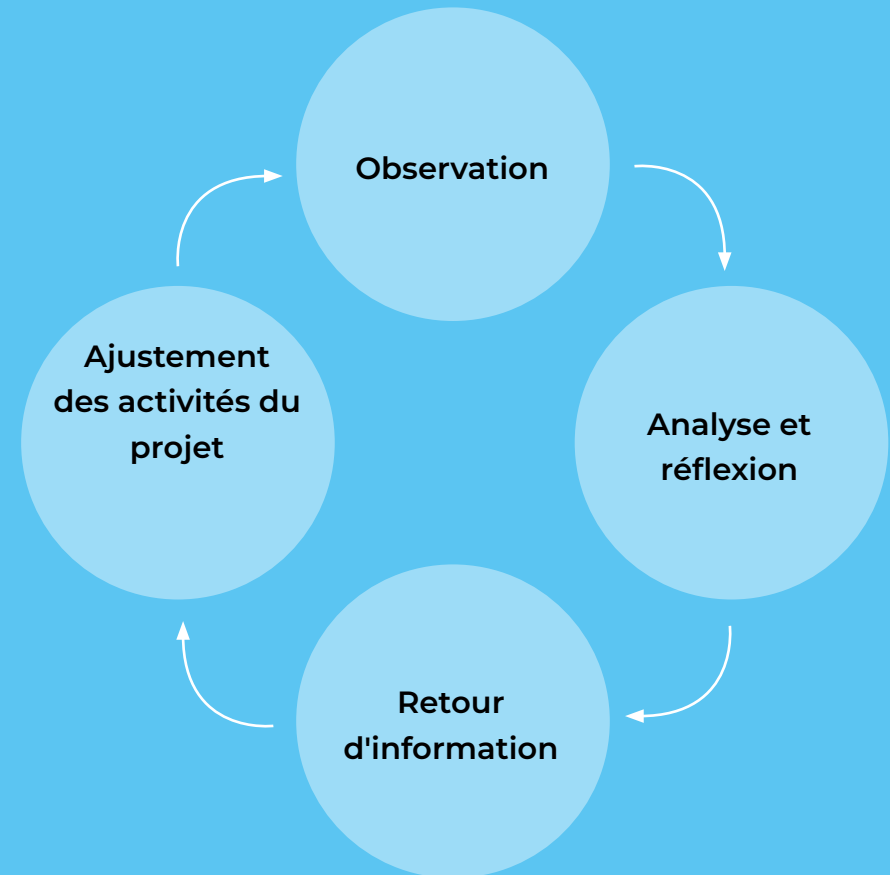 Observation
Analyse et
réflexion
Retour
d'information
Ajustement
des activités du
projet